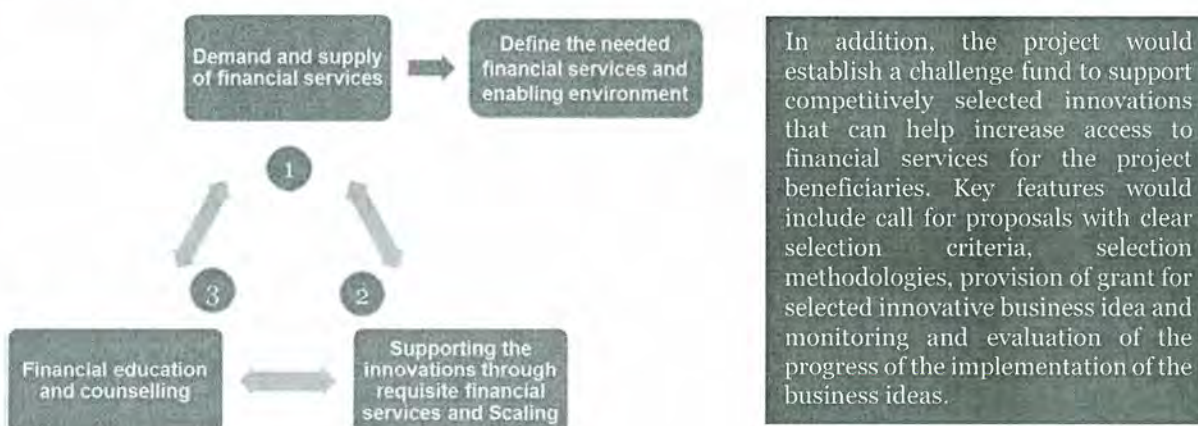 Demand and supply
of financial services
Define the needed
financial services and
enabling environment
1
3
2
Financial education
and counselling
Supporting the
innovations through
requisite financial
services and Scaling
In addition, the project would
establish a challenge fund to support
competitively selected innovations
that can help increase access to
financial services for the project
beneficiaries. Key features would
include call for proposals with clear
selection criteria, selection
methodologies, provision of grant for
selected innovative business idea and
monitoring and evaluation of the
progress of the implementation of the
business ideas.